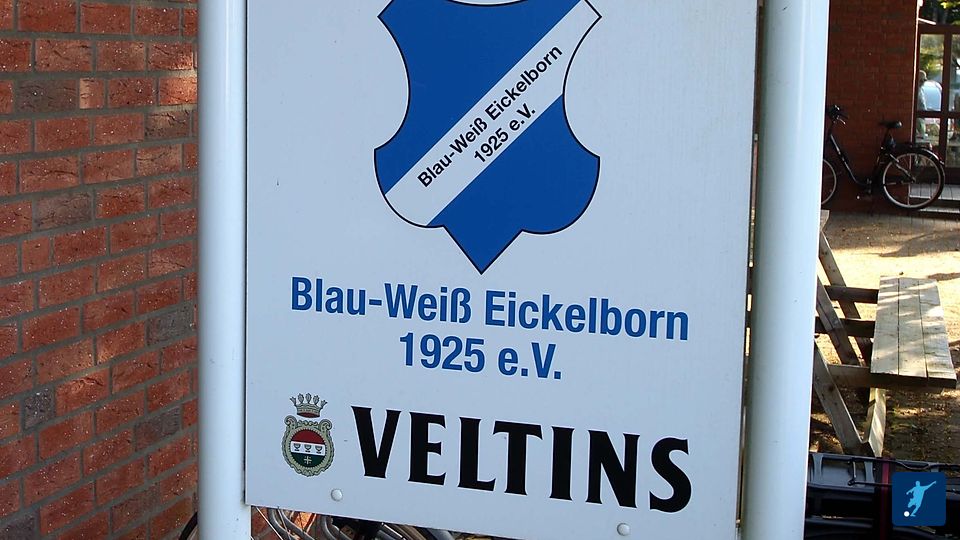 Blau-Weiß Eickelborn
1925 e.V.
Blau-Weiß Eickelborn
1925 e.V.
VELTINS